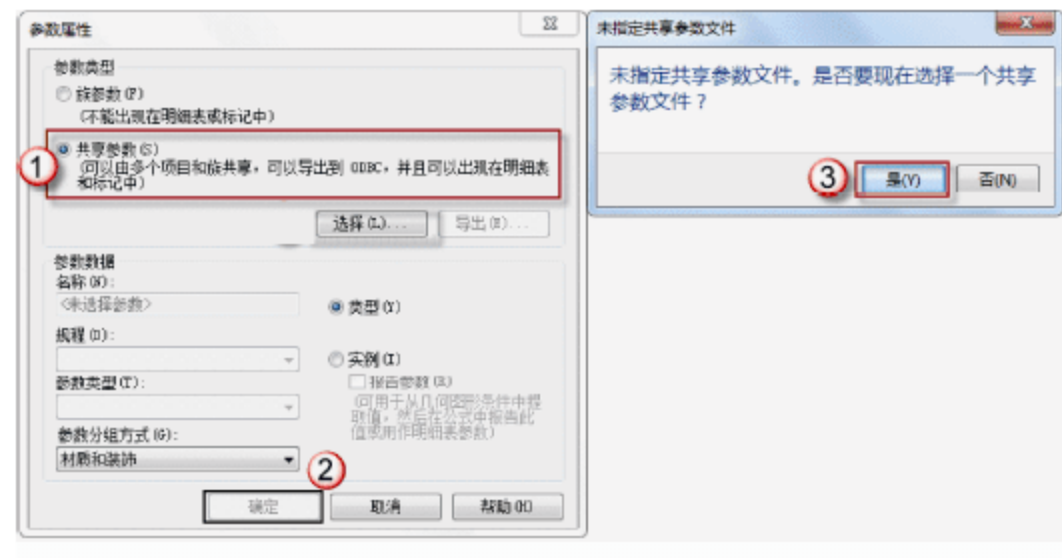 参数属性
参数类型
族参数(F)
(不能出现在明细表或标记中)
1
共享参数(S)
(可以由多个项目和族共享，可以导出到 ODBC，并且可以出现在明细表
和标记中)
选择(L)...
导出(E)...
参数数据
名称(N):
<未选择参数>
类型(Y)
规程(D):
实例(I)
参数类型(T):
报告参数(R)
(可用于从几何图形条件中提
取值，然后在公式中报告此
值或用作明细表参数)
参数分组方式(G):
材质和装饰
2
确定
取消
帮助(H)
未指定共享参数文件
未指定共享参数文件。是否要现在选择一个共享
参数文件？
3
是(Y)
否(N)